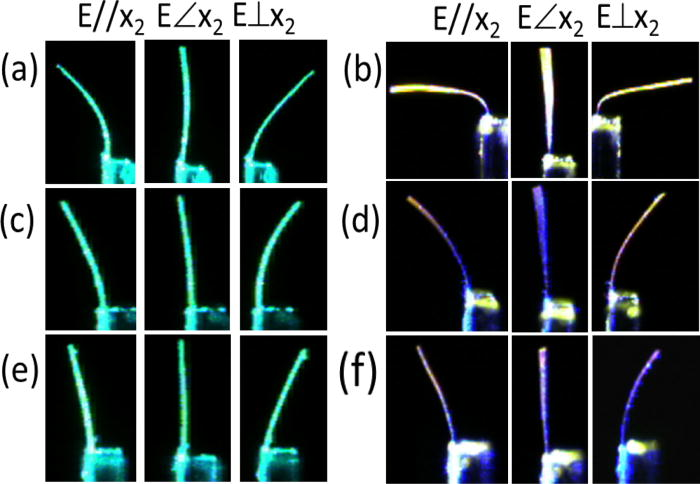 E//x₂ E∠x₂ E⊥x₂ E//x₂ E∠x₂ E⊥x₂
(a) (b)
(c) (d)
(e) (f)